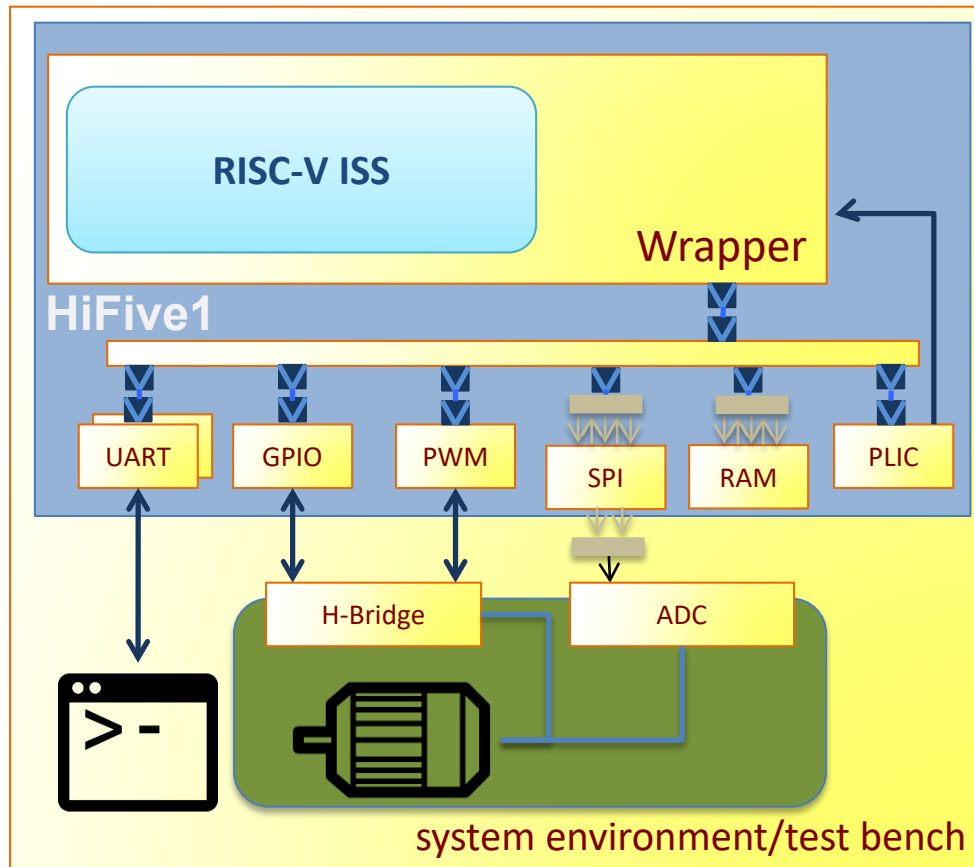 RISC-V ISS
Wrapper
HiFive1
UART
GPIO
PWM
SPI
RAM
PLIC
H-Bridge
ADC
>-
system environment/test bench